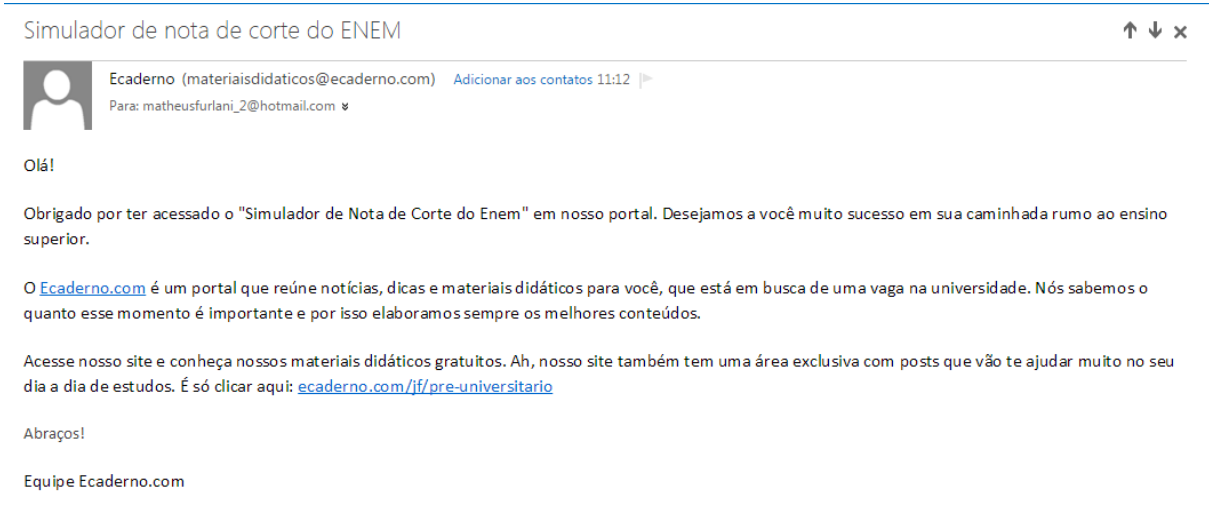 Simulador de nota de corte do ENEM
Ecaderno (materiaisdidaticos@ecaderno.com) Adicionar aos contatos 11:12
Para: matheusfurlani_2@hotmail.com
Olá!
Obrigado por ter acessado o "Simulador de Nota de Corte do Enem" em nosso portal. Desejamos a você muito sucesso em sua caminhada rumo ao ensino
superior.
O Ecaderno.com é um portal que reúne notícias, dicas e materiais didáticos para você, que está em busca de uma vaga na universidade. Nós sabemos o
quanto esse momento é importante e por isso elaboramos sempre os melhores conteúdos.
Acesse nosso site e conheça nossos materiais didáticos gratuitos. Ah, nosso site também tem uma área exclusiva com posts que vão te ajudar muito no seu
dia a dia de estudos. É só clicar aqui: ecaderno.com/jf/pre-universitario
Abraços!
Equipe Ecaderno.com